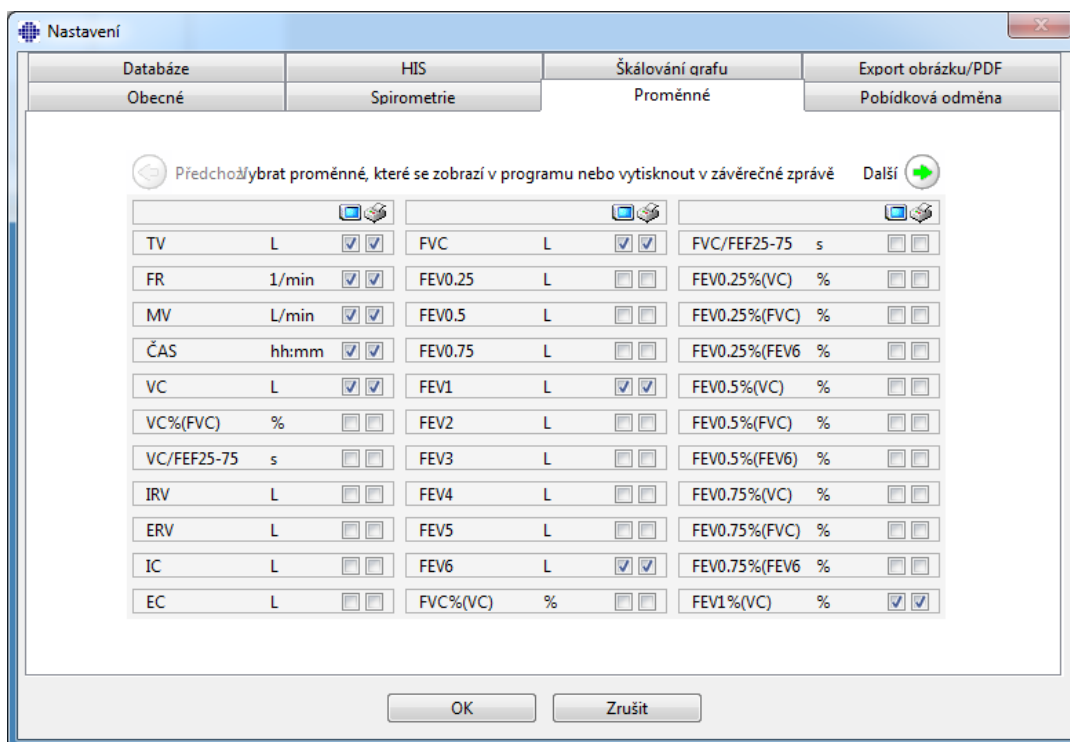 Nastavení
Databáze HIS Škálování grafu Export obrázku/PDF
Obecné Spirometrie Proměnné Pobídková odměna
Předchozí Vybrat proměnné, které se zobrazí v programu nebo vytisknout v závěrečné zprávě Další
TV L FVC L FVC/FEF25-75 s
FR 1/min FEV0.25 L FEV0.25%(VC) %
MV L/min FEV0.5 L FEV0.25%(FVC) %
ČAS hh:mm FEV0.75 L FEV0.25%(FEV6 %
VC L FEV1 L FEV0.5%(VC) %
VC%(FVC) % FEV2 L FEV0.5%(FVC) %
VC/FEF25-75 s FEV3 L FEV0.5%(FEV6) %
IRV L FEV4 L FEV0.75%(VC) %
ERV L FEV5 L FEV0.75%(FVC) %
IC L FEV6 L FEV0.75%(FEV6 %
EC L FVC%(VC) % FEV1%(VC) %
OK Zrušit